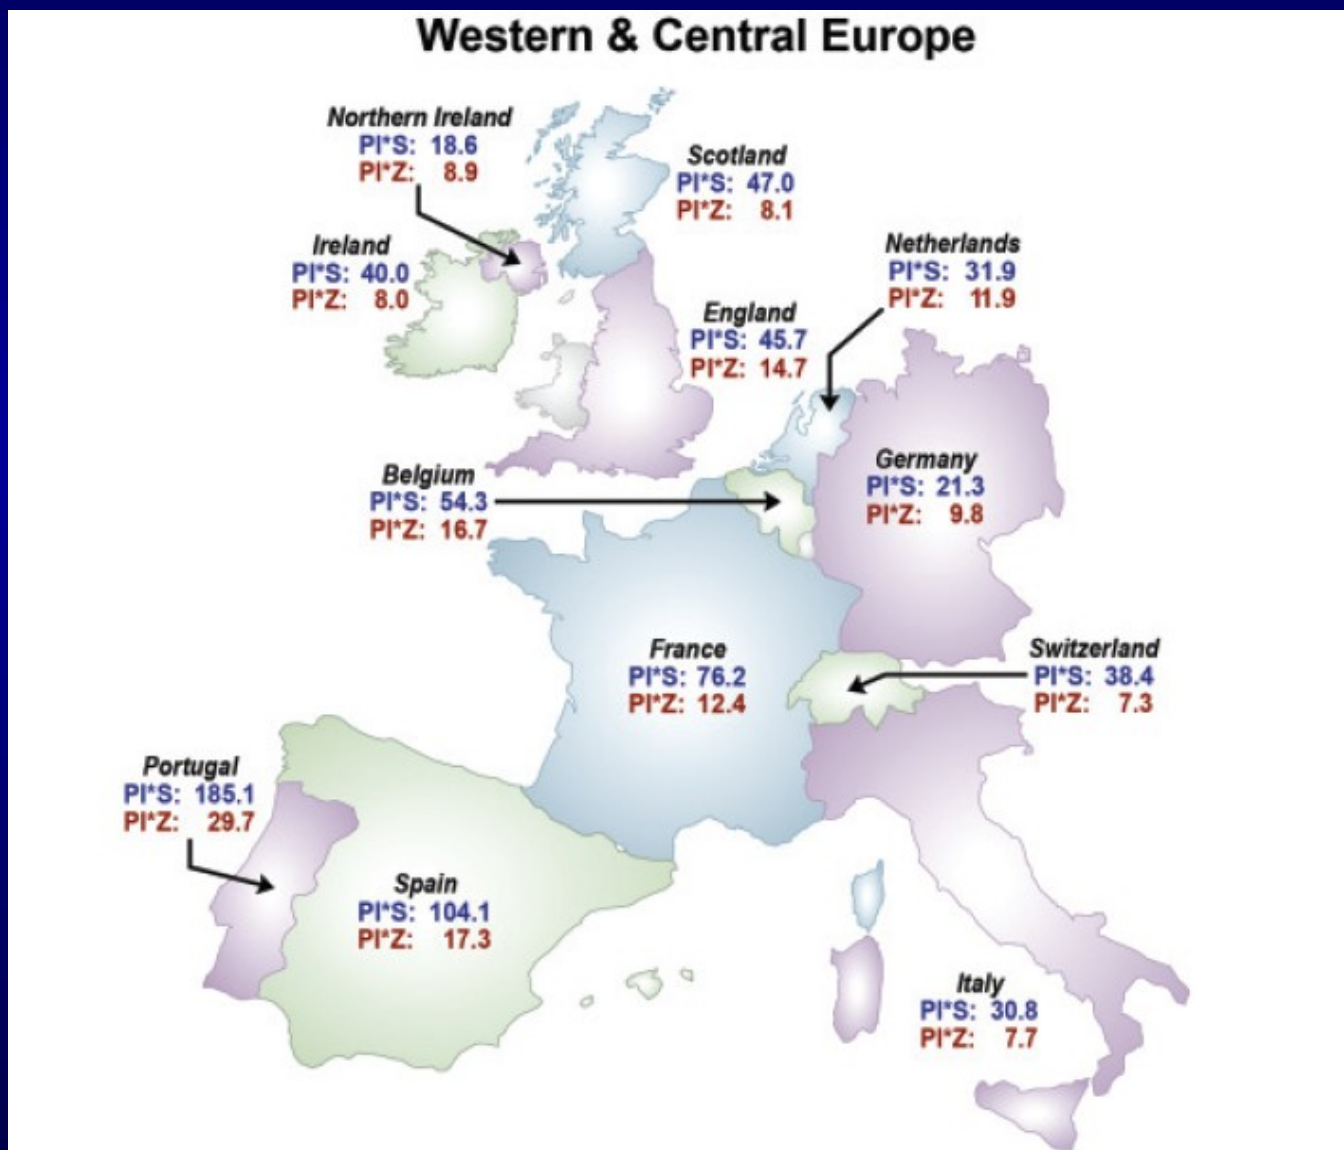 Western & Central Europe
Northern Ireland
PI*S: 18.6
PI*Z: 8.9
Scotland
PI*S: 47.0
PI*Z: 8.1
Ireland
PI*S: 40.0
PI*Z: 8.0
Netherlands
PI*S: 31.9
PI*Z: 11.9
England
PI*S: 45.7
PI*Z: 14.7
Belgium
PI*S: 54.3
PI*Z: 16.7
Germany
PI*S: 21.3
PI*Z: 9.8
France
PI*S: 76.2
PI*Z: 12.4
Switzerland
PI*S: 38.4
PI*Z: 7.3
Portugal
PI*S: 185.1
PI*Z: 29.7
Spain
PI*S: 104.1
PI*Z: 17.3
Italy
PI*S: 30.8
PI*Z: 7.7